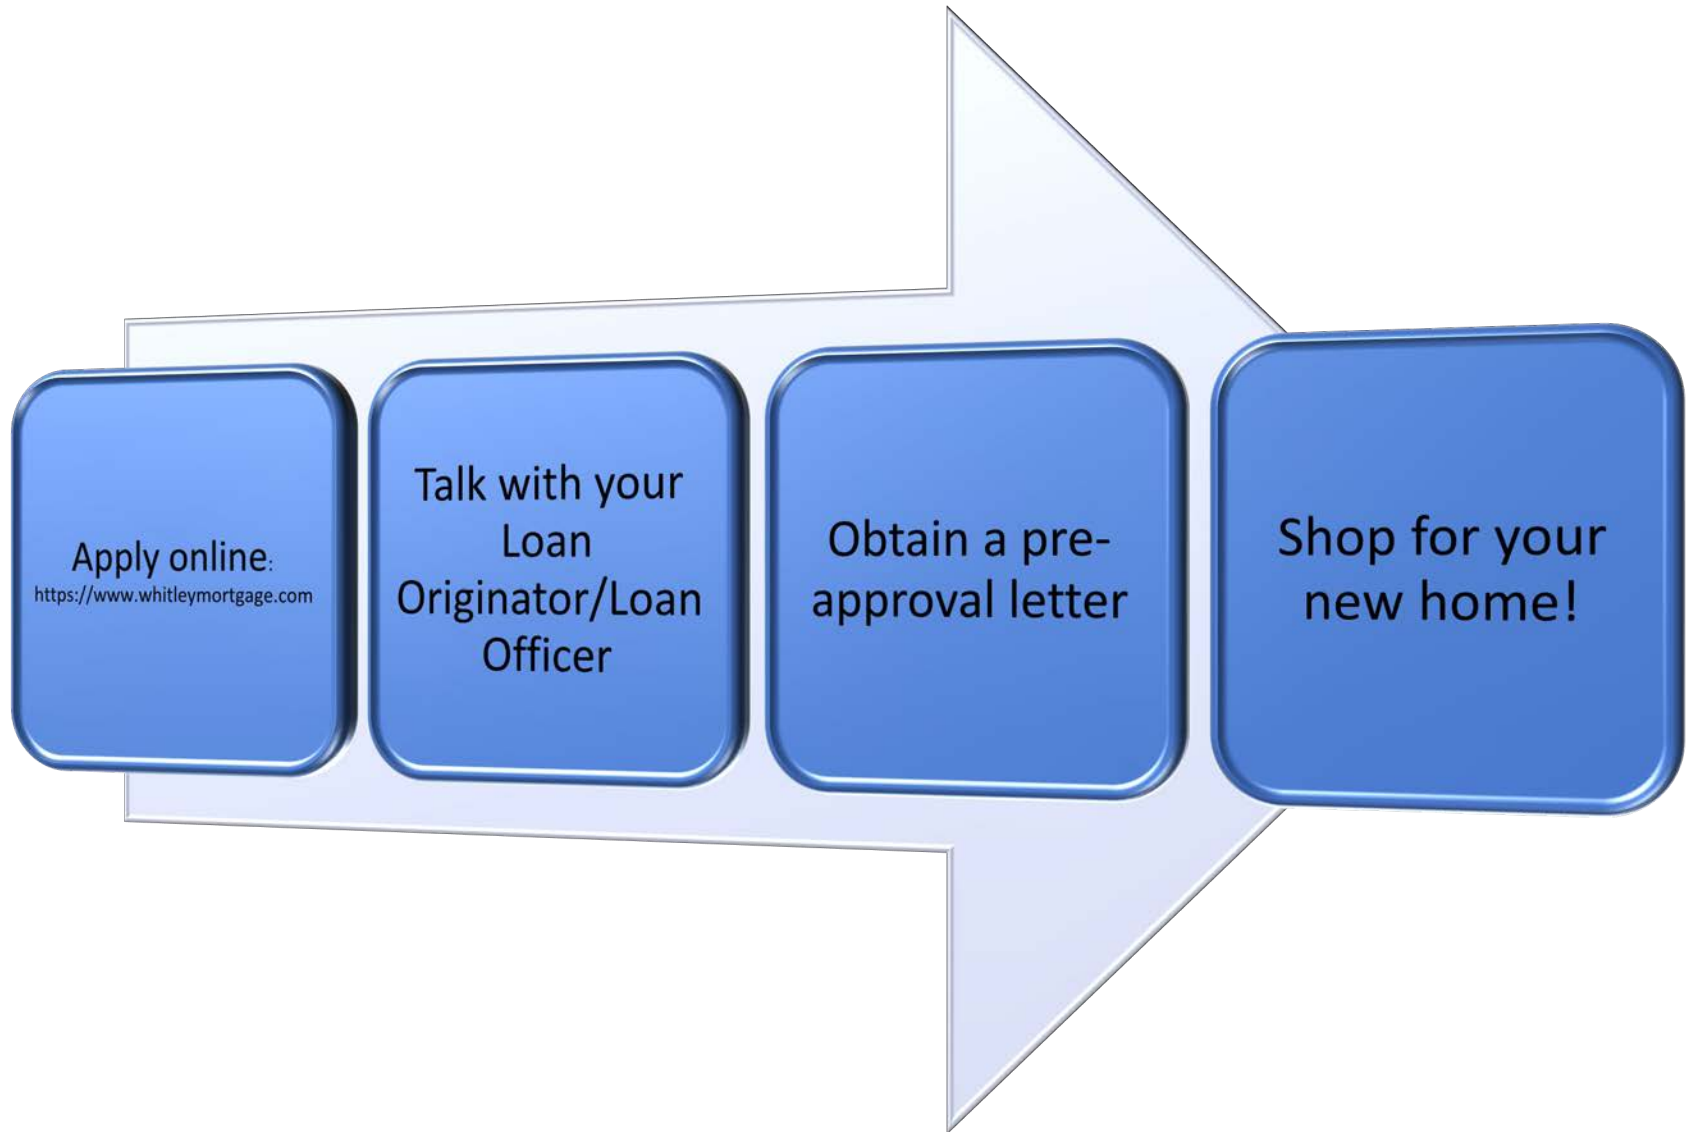 Apply online:
https://www.whitleymortgage.com
Talk with your
Loan
Originator/Loan
Officer
Obtain a pre-
approval letter
Shop for your
new home!